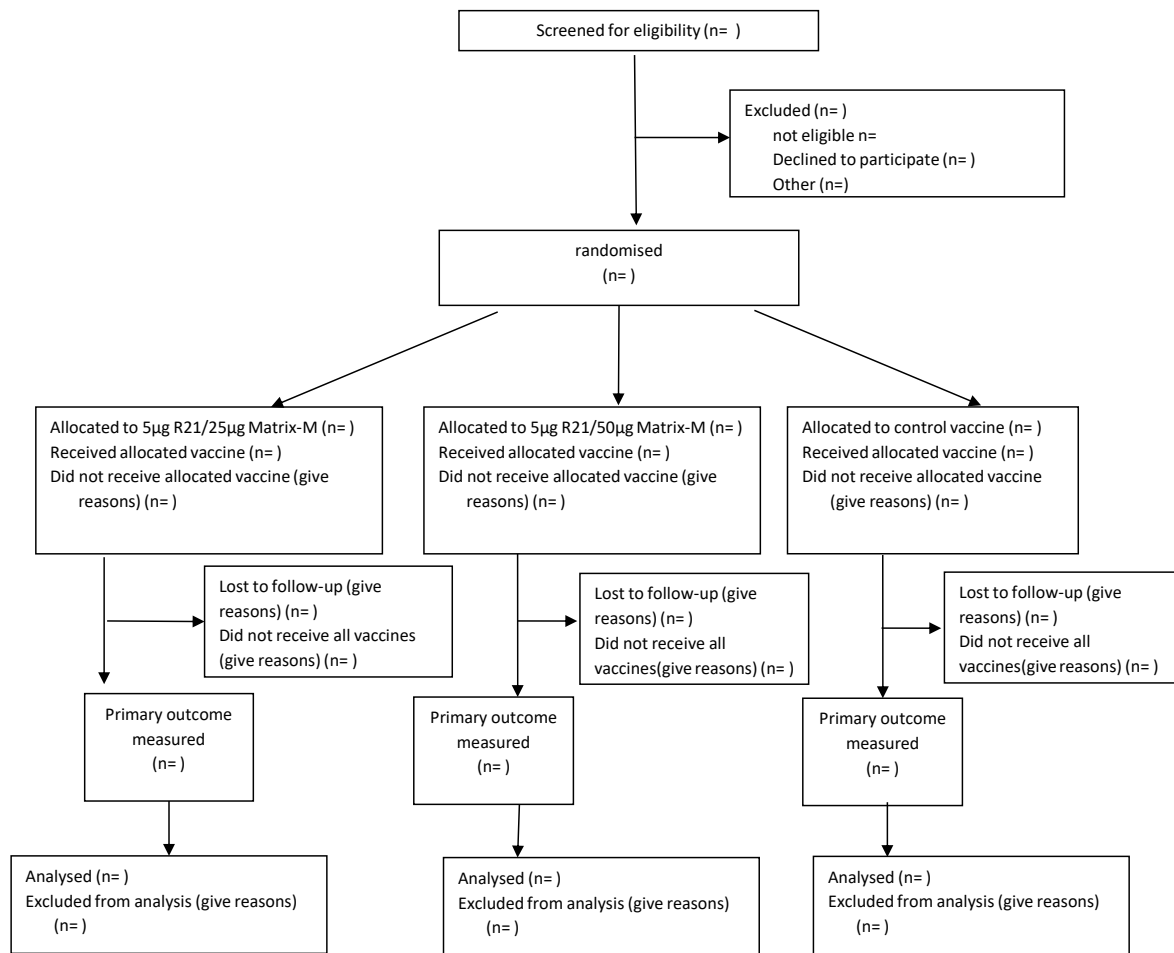 Screened for eligibility (n= )
Excluded (n= )
not eligible n=
Declined to participate (n= )
Other (n=)
randomised
(n= )
Allocated to 5µg R21/25µg Matrix-M (n= )
Received allocated vaccine (n= )
Did not receive allocated vaccine (give
reasons) (n= )
Allocated to 5µg R21/50µg Matrix-M (n= )
Received allocated vaccine (n= )
Did not receive allocated vaccine (give
reasons) (n= )
Allocated to control vaccine (n= )
Received allocated vaccine (n= )
Did not receive allocated vaccine
(give reasons) (n= )
Lost to follow-up (give
reasons) (n= )
Did not receive all vaccines
(give reasons) (n= )
Lost to follow-up (give
reasons) (n= )
Did not receive all
vaccines(give reasons) (n= )
Lost to follow-up (give
reasons) (n= )
Did not receive all
vaccines(give reasons) (n= )
Primary outcome
measured
(n= )
Primary outcome
measured
(n= )
Primary outcome
measured
(n= )
Analysed (n= )
Excluded from analysis (give reasons)
(n= )
Analysed (n= )
Excluded from analysis (give reasons)
(n= )
Analysed (n= )
Excluded from analysis (give reasons)
(n= )